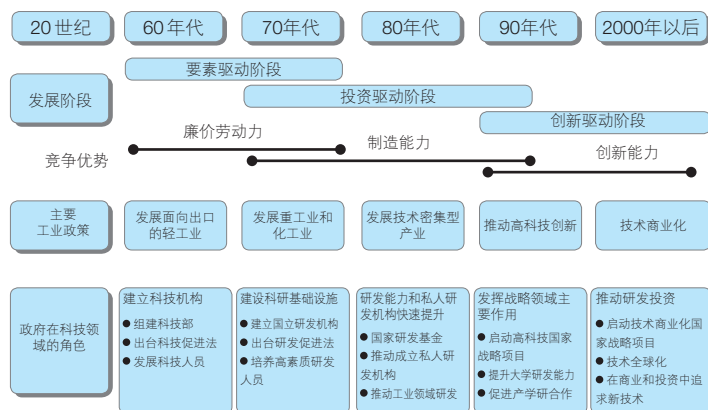 20世纪
60年代
70年代
80年代
90年代
2000年以后
发展阶段
要素驱动阶段
投资驱动阶段
创新驱动阶段
竞争优势
廉价劳动力
制造能力
创新能力
主要
工业政策
发展面向出口
的轻工业
发展重工业和
化工业
发展技术密集型
产业
推动高科技创新
技术商业化
政府在科技领
域的角色
建立科技机构
●组建科技部
●出台科技促进法
●发展科技人员
建设科研基础设施
●建立国立研发机构
●出台研发促进法
●培养高素质研发
人员
研发能力和私人研
发机构快速提升
●国家研发基金
●推动成立私人研
发机构
●推动工业领域研发
发挥战略领域主
要作用
●启动高科技国家
战略项目
●提升大学研发能力
●促进产学研合作
推动研发投资
●启动技术商业化国
家战略项目
●技术全球化
●在商业和投资中追
求新技术